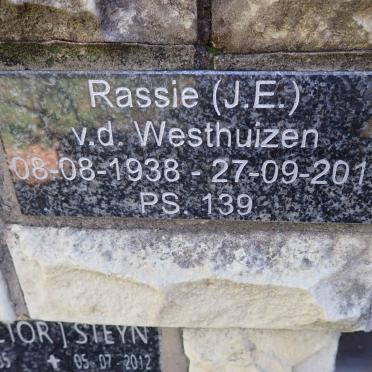 Rassie (J.E.)
v.d. Westhuizen
08-08-1938 - 27-09-201
PS. 139
STEYN
05-07-2012